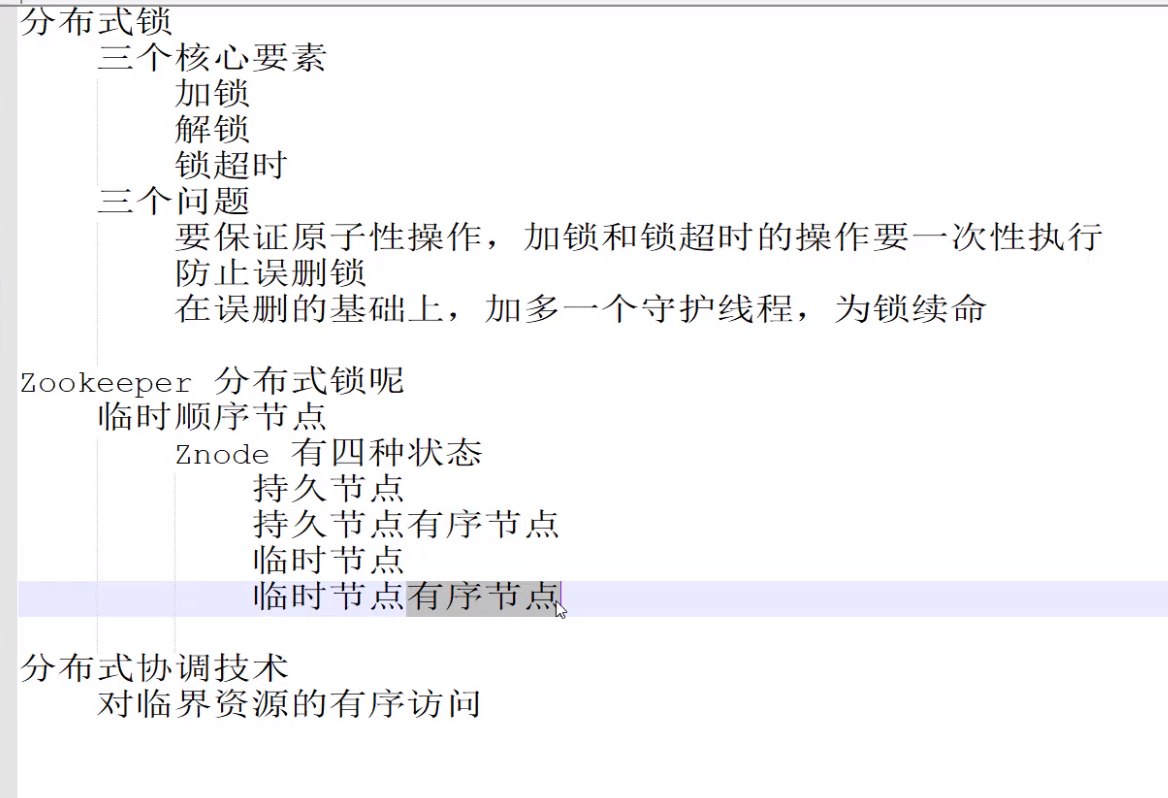 分布式锁
三个核心要素
加锁
解锁
锁超时
三个问题
要保证原子性操作，加锁和锁超时的操作要一次性执行
防止误删锁
在误删的基础上，加多一个守护线程，为锁续命
Zookeeper 分布式锁呢
临时顺序节点
Znode 有四种状态
持久节点
持久节点有序节点
临时节点
临时节点有序节点
分布式协调技术
对临界资源的有序访问